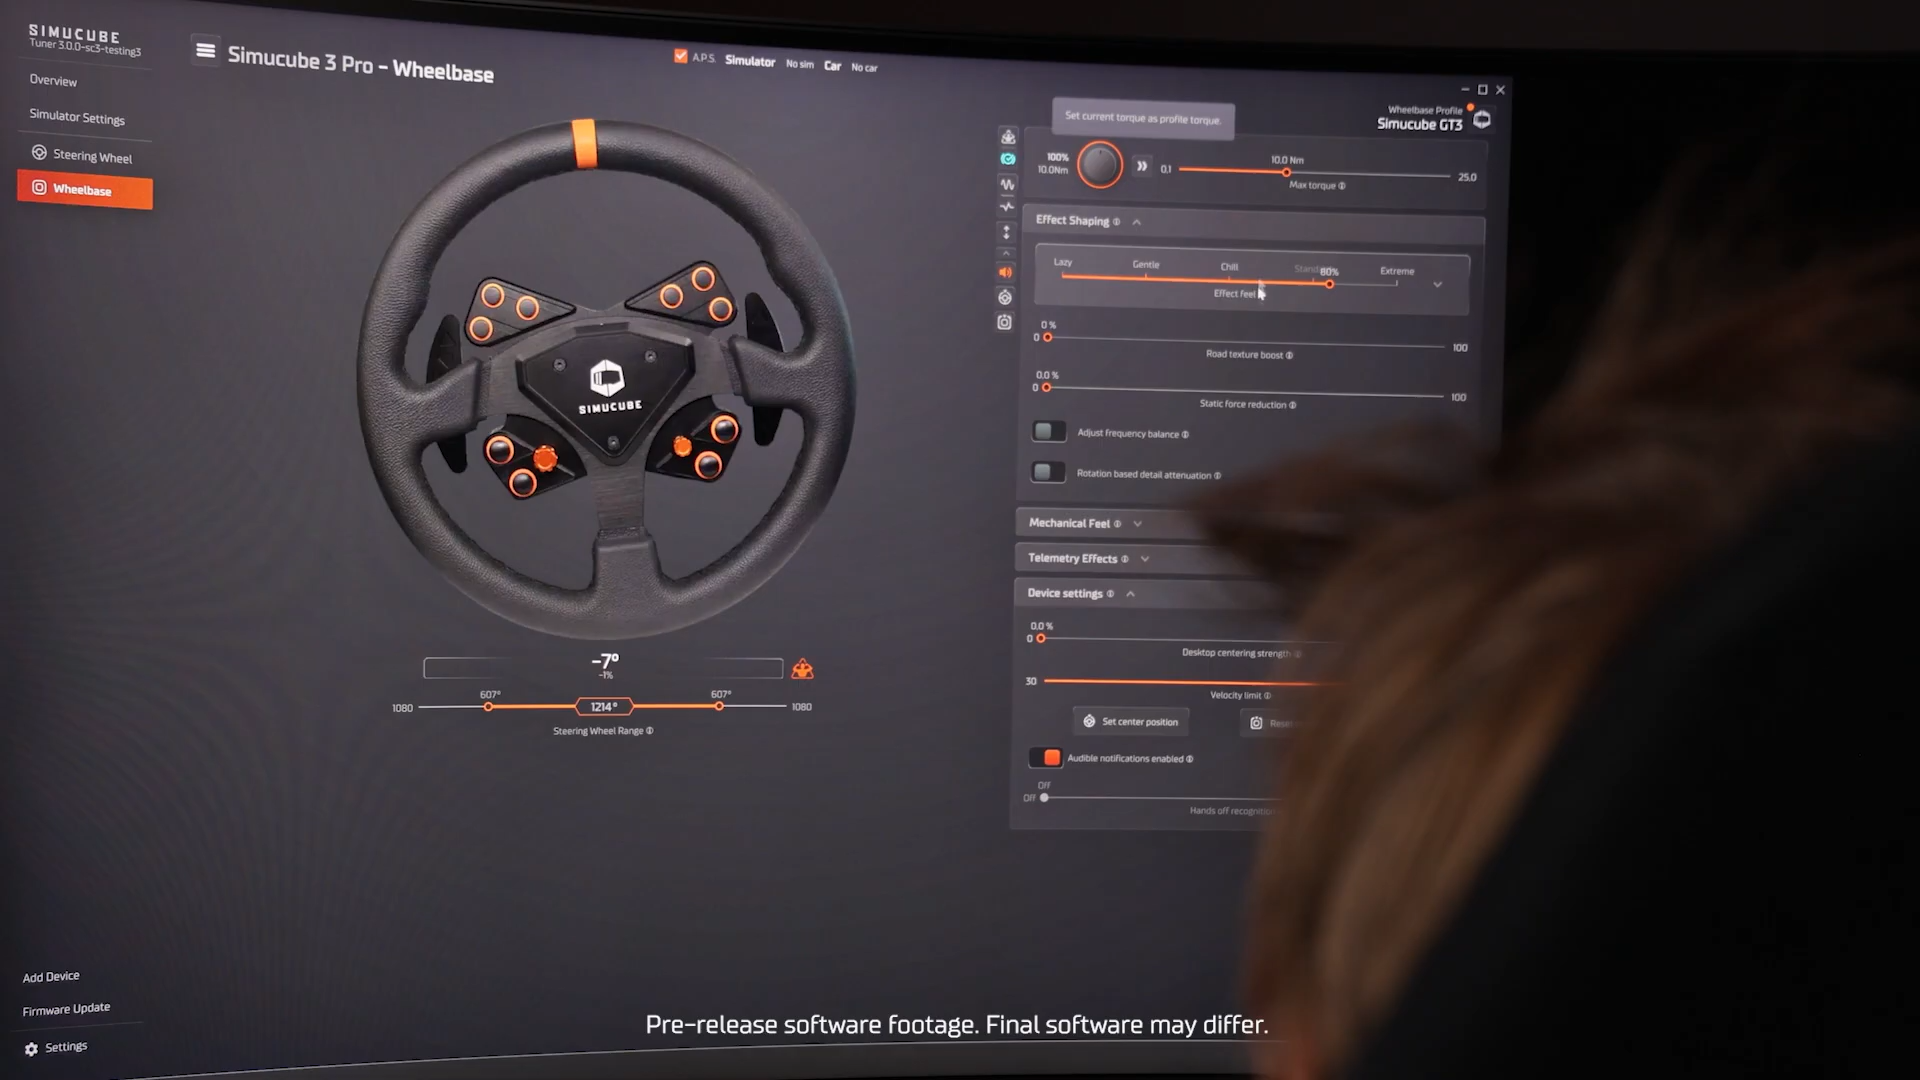 SIMUCUBE
Tuner 3.0.0-sc3-testing3
Overview
Simulator Settings
Steering Wheel
Wheelbase
Add Device
Firmware Update
Settings
Simucube 3 Pro - Wheelbase
A.P.S. Simulator No sim Car No car
SIMUCUBE
-7°
-1%
607° 607°
1080 1214° 1080
Steering Wheel Range
Set current torque as profile torque.
Wheelbase Profile
Simucube GT3
100%
10.0Nm
10.0 Nm
0.1 25.0
Max torque
Effect Shaping
Lazy Gentle Chill 80% Extreme
Effect feel
0 %
0 100
Road texture boost
0.0 %
0 100
Static force reduction
Adjust frequency balance
Rotation based detail attenuation
Mechanical Feel
Telemetry Effects
Device settings
0.0 %
0
Desktop centering strength
30
Velocity limit
Set center position
Audible notifications enabled
Off
Off
Hands off recognition
Pre-release software footage. Final software may differ.